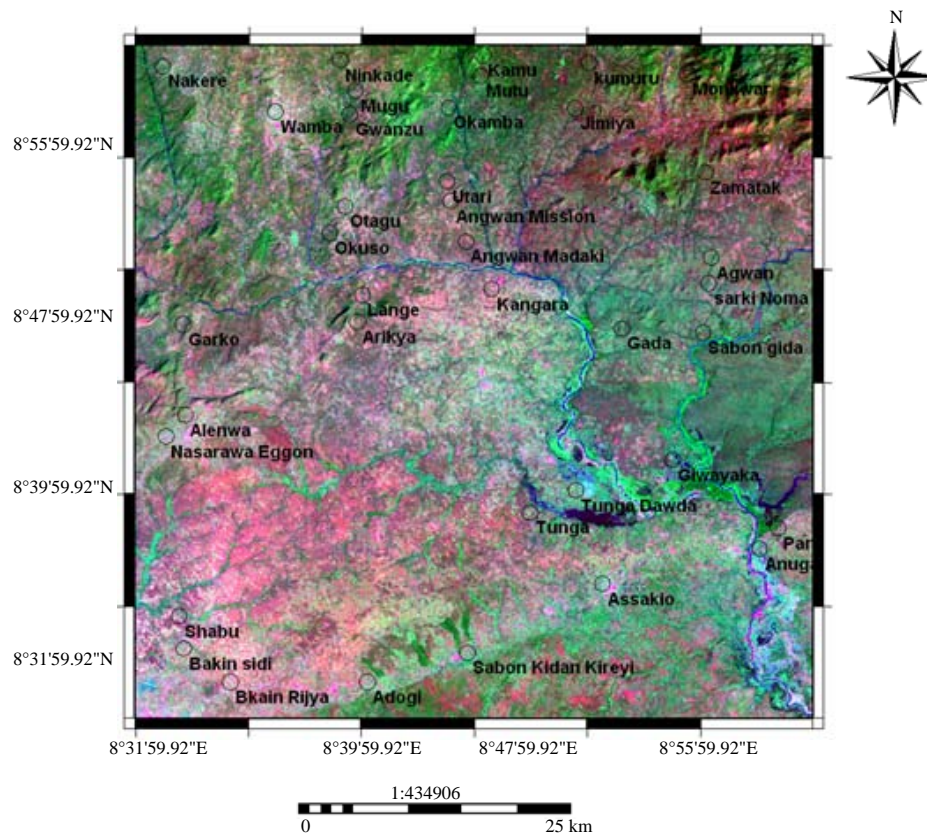 N
Nakere
Ninkade
Kamu
kumuru
Mutu
Wamba
Mugu
Gwanzu
Okamba
Jimiya
8°55'59.92"N
Zamatak
Utari
Otagu
Angwan Mission
Okuso
Angwan Madaki
Agwan
Lange
Kangara
sarki Noma
8°47'59.92"N
Garko
Arikya
Gada
Sabon gida
Alenwa
Nasarawa Eggon
Giwayaka
8°39'59.92"N
Tunga Dawda
Tunga
Par
Anuga
Assakio
Shabu
8°31'59.92"N
Bakin sidi
Sabon Kidan Kireyi
Bkain Rijya
Adogi
8°31'59.92"E
8°39'59.92"E
8°47'59.92"E
8°55'59.92"E
1:434906
0
25 km